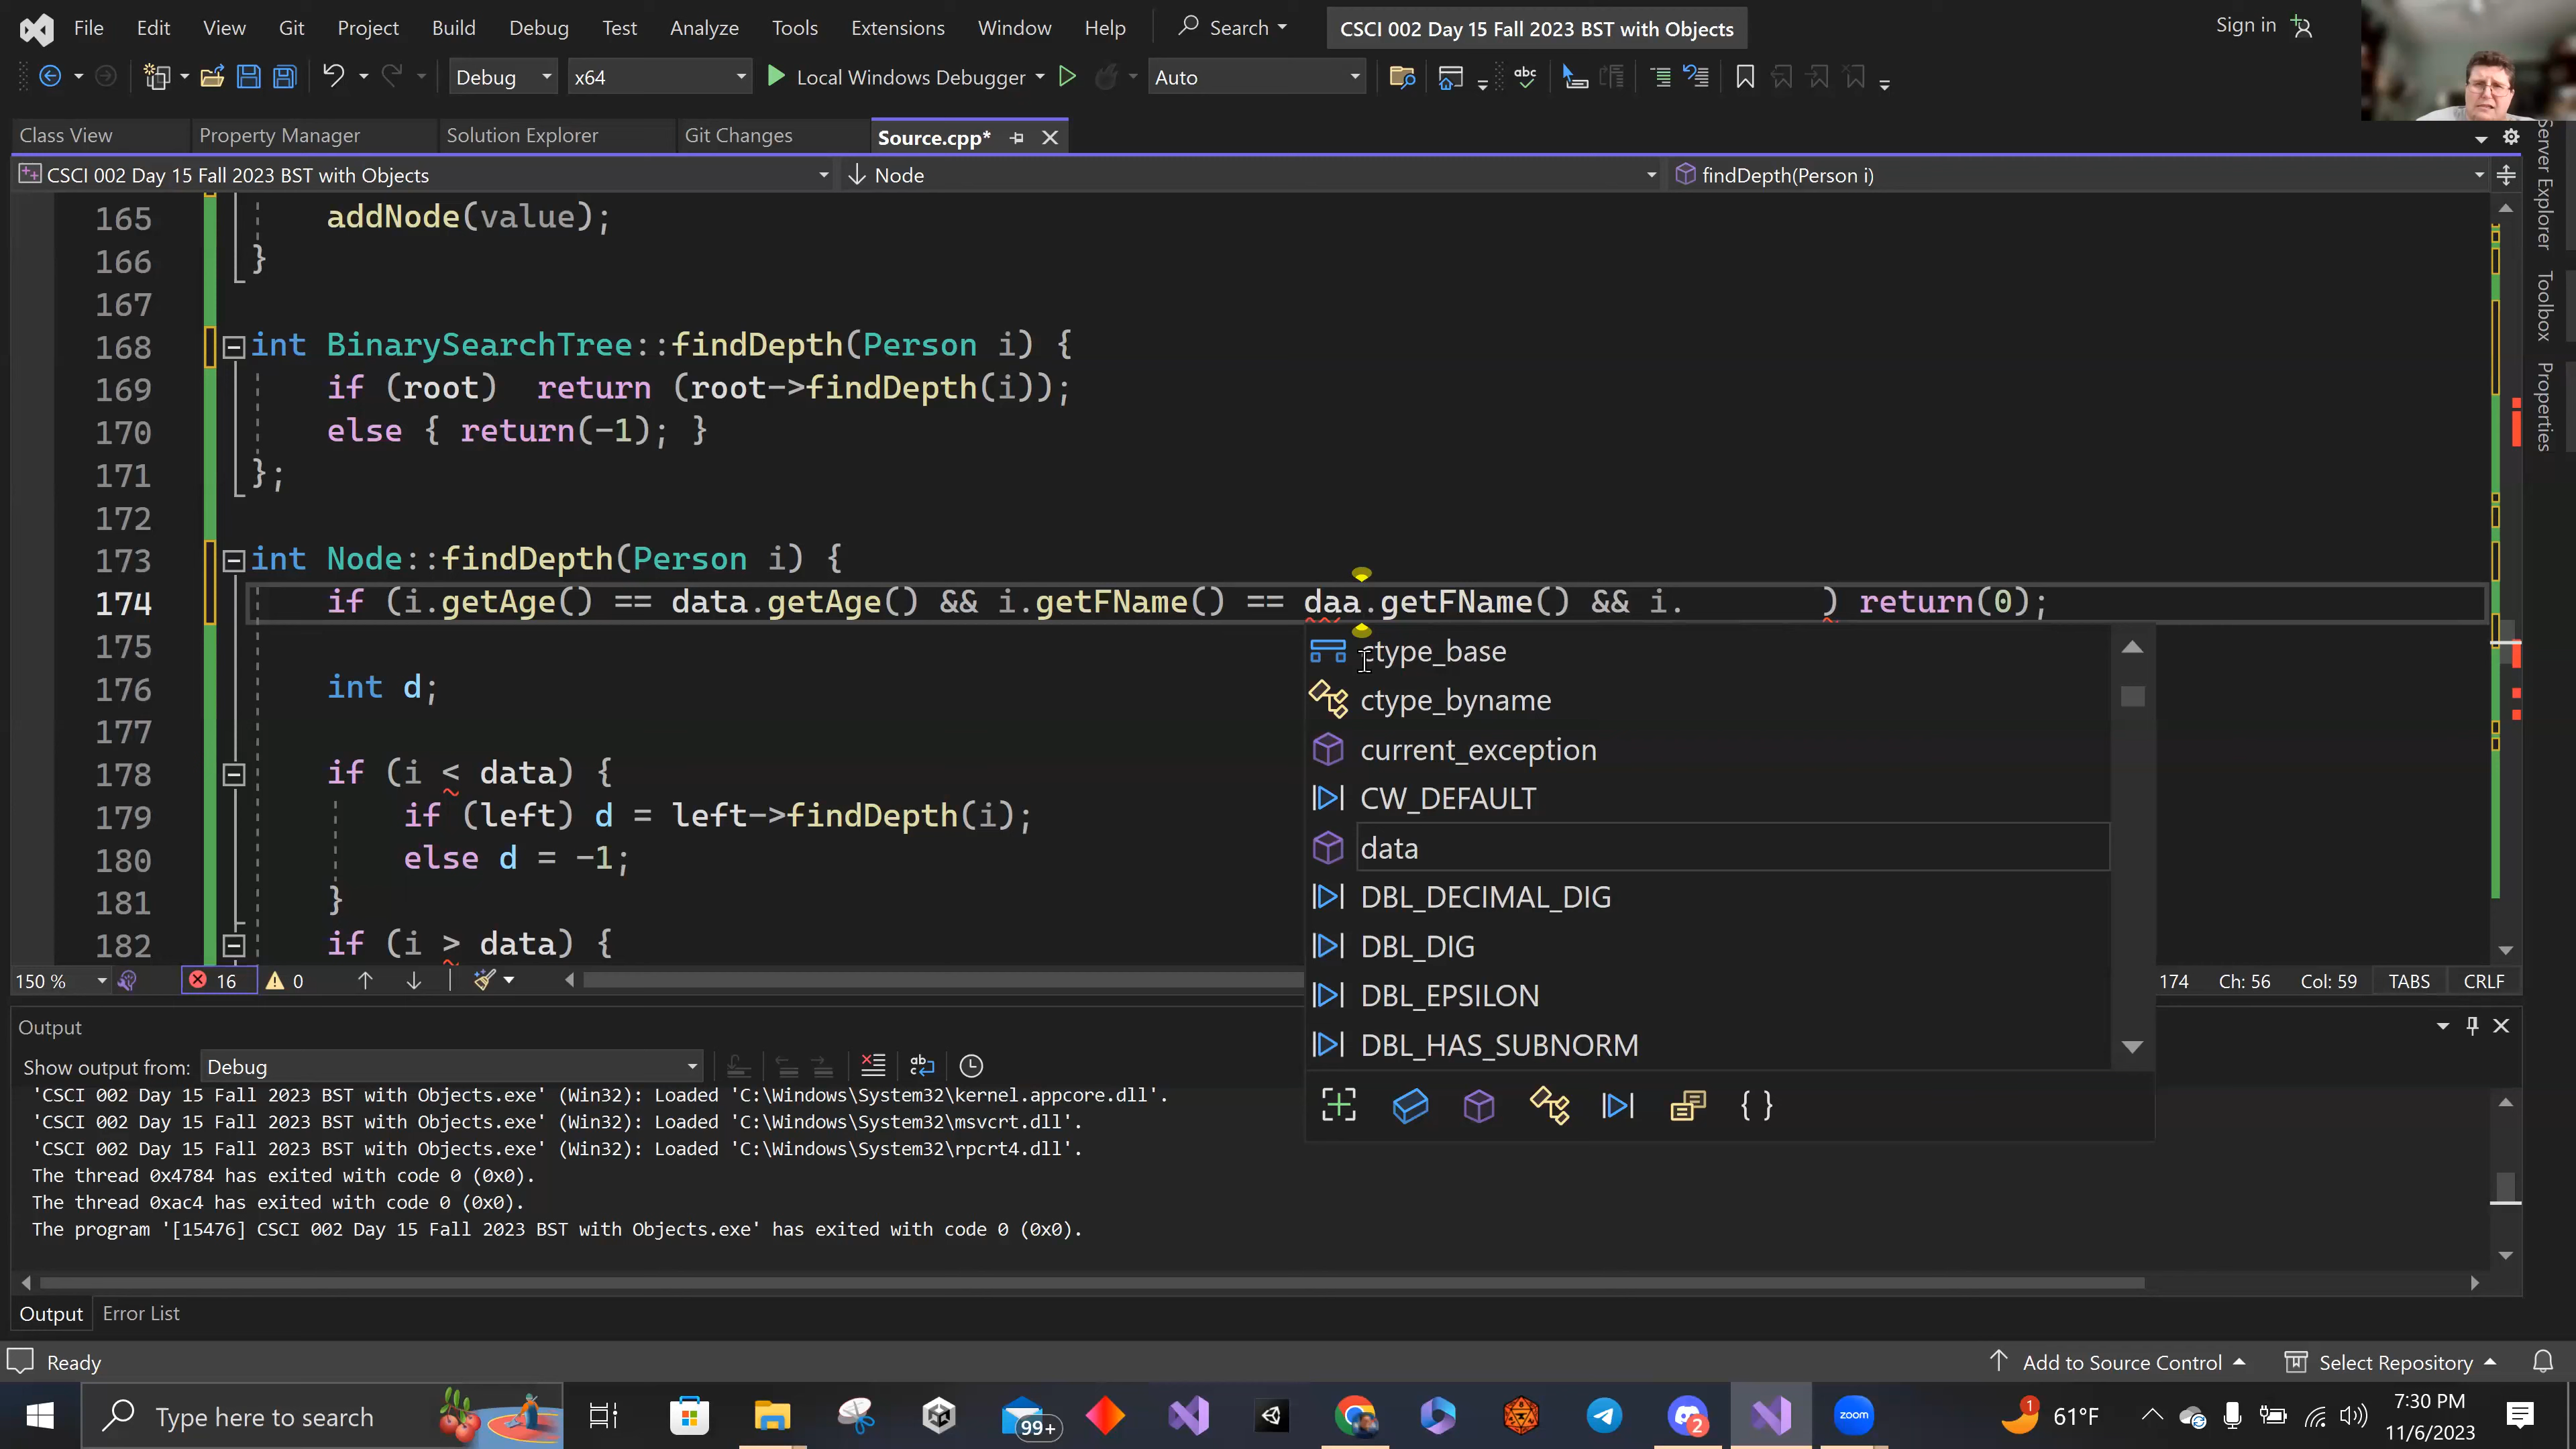 File Edit View Git Project Build Debug Test Analyze Tools Extensions Window Help Search CSCI 002 Day 15 Fall 2023 BST with Objects Sign in
Debug x64 Local Windows Debugger Auto
Class View Property Manager Solution Explorer Git Changes Source.cpp*
CSCI 002 Day 15 Fall 2023 BST with Objects Node findDepth(Person i)
165 addNode(value);
166 }
167
168 int BinarySearchTree::findDepth(Person i) {
169 if (root)  return (root->findDepth(i));
170 else { return(-1); }
171 };
172
173 int Node::findDepth(Person i) {
174 if (i.getAge() == data.getAge() && i.getFName() == daa.getFName() && i. ) return(0);
175
176 int d;
177
178 if (i < data) {
179 if (left) d = left->findDepth(i);
180 else d = -1;
181 }
182 if (i > data) {
ctype_base
ctype_byname
current_exception
CW_DEFAULT
data
DBL_DECIMAL_DIG
DBL_DIG
DBL_EPSILON
DBL_HAS_SUBNORM
{ }
Server Explorer
Toolbox
Properties
150 % 16 0 174 Ch: 56 Col: 59 TABS CRLF
Output
Show output from: Debug
'CSCI 002 Day 15 Fall 2023 BST with Objects.exe' (Win32): Loaded 'C:\Windows\System32\kernel.appcore.dll'.
'CSCI 002 Day 15 Fall 2023 BST with Objects.exe' (Win32): Loaded 'C:\Windows\System32\msvcrt.dll'.
'CSCI 002 Day 15 Fall 2023 BST with Objects.exe' (Win32): Loaded 'C:\Windows\System32\rpcrt4.dll'.
The thread 0x4784 has exited with code 0 (0x0).
The thread 0xac4 has exited with code 0 (0x0).
The program '[15476] CSCI 002 Day 15 Fall 2023 BST with Objects.exe' has exited with code 0 (0x0).
Output Error List
Ready Add to Source Control Select Repository
Type here to search 99+ 2 zoom 1 61°F 7:30 PM
11/6/2023